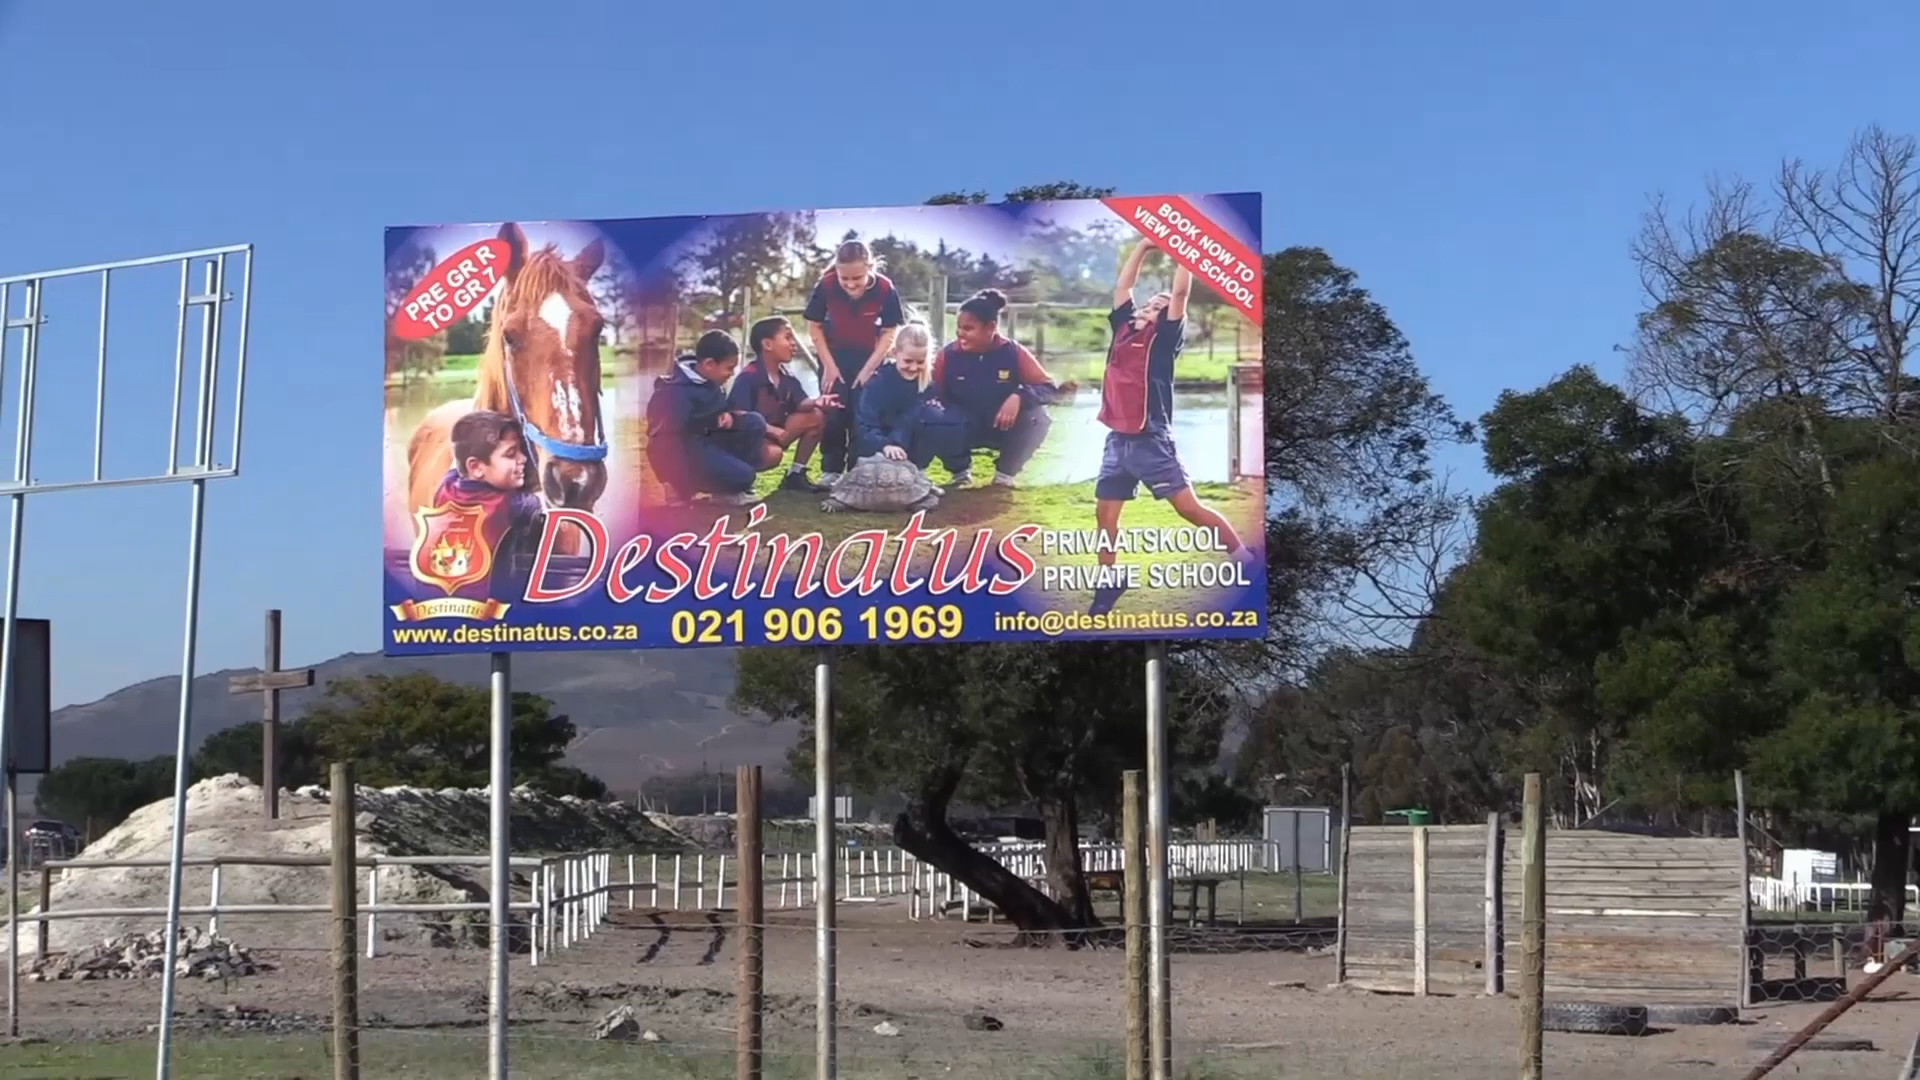 PRE GR R
TO GR 7
BOOK NOW TO
VIEW OUR SCHOOL
Destinatus
PRIVAATSKOOL
PRIVATE SCHOOL
Destinatus
www.destinatus.co.za
021 906 1969
info@destinatus.co.za